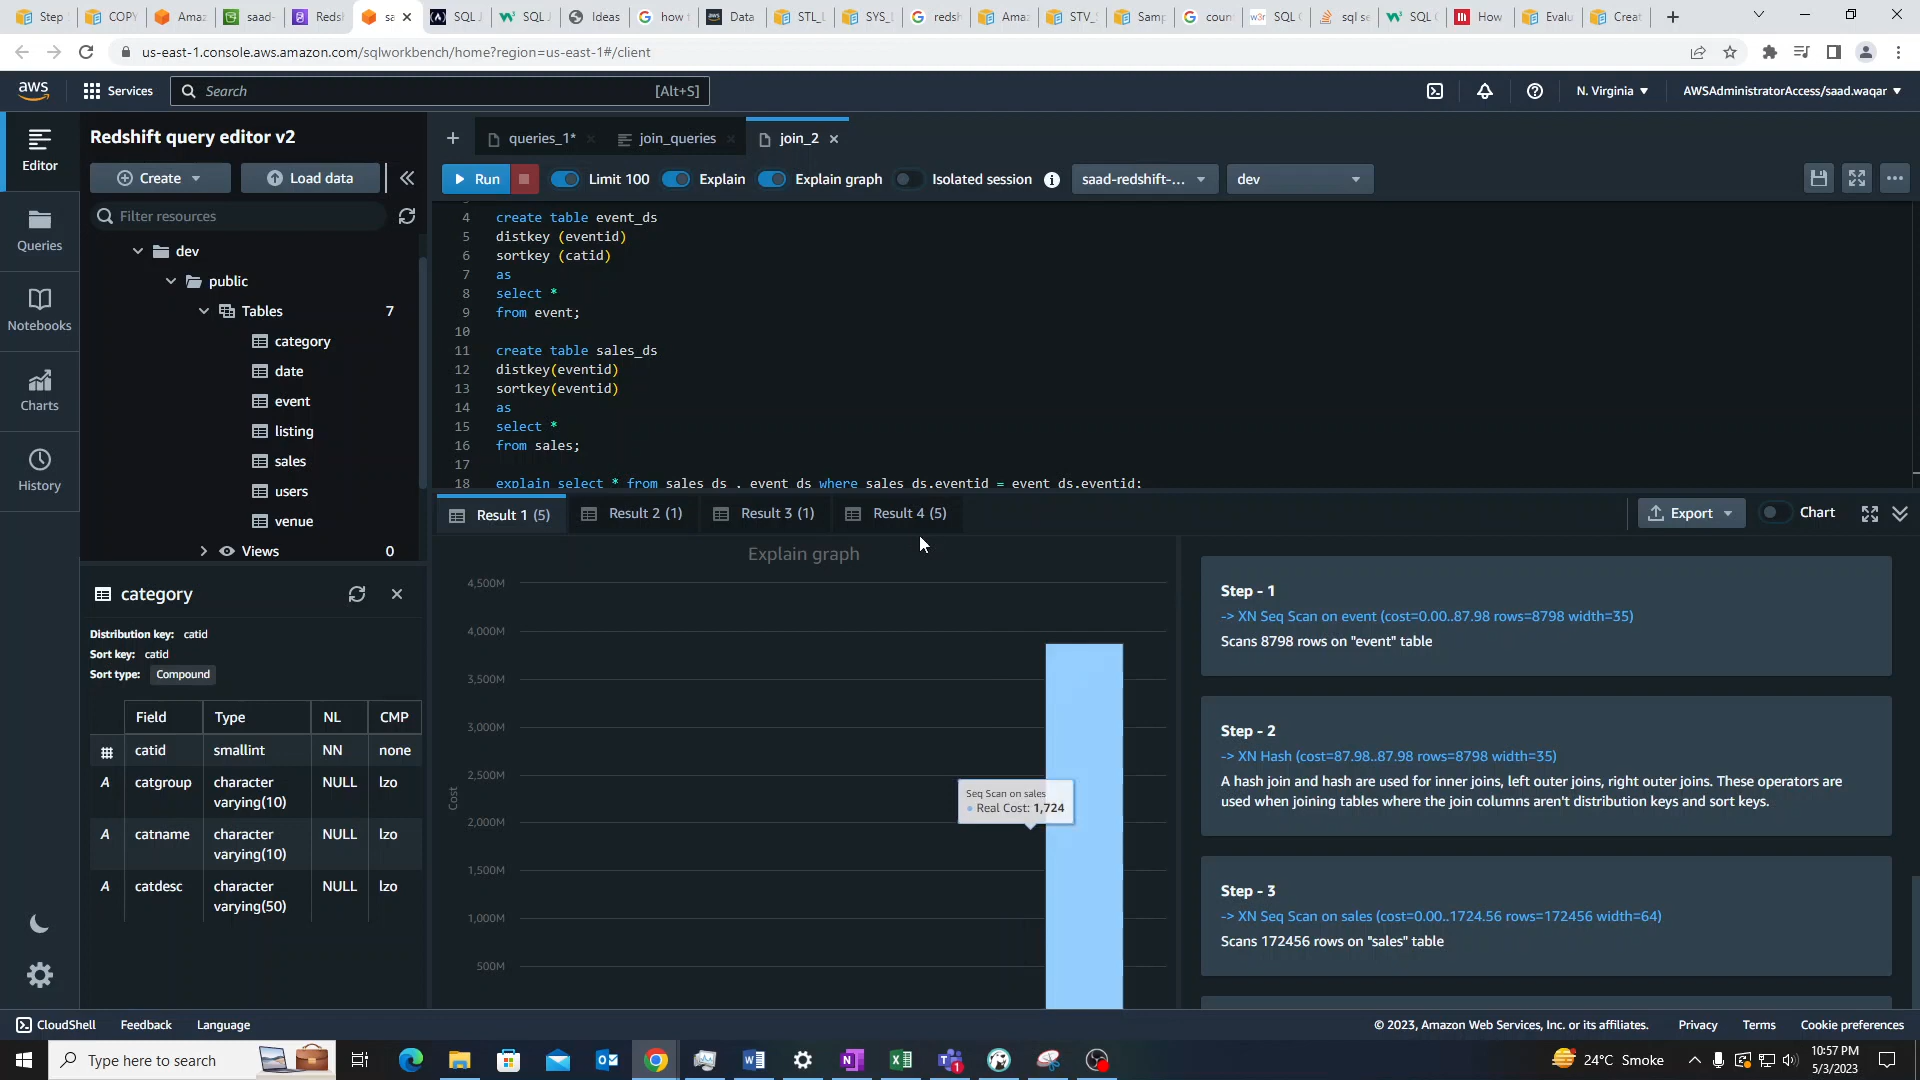 Step
COPY
Amaz
saad-
Redsh
sa
SQL J
SQL J
Ideas
how t
Data
STL_L
SYS_L
redsh
Amaz
STV_S
Samp
coun
SQL C
sql se
SQL C
How
Evalu
Creat
us-east-1.console.aws.amazon.com/sqlworkbench/home?region=us-east-1#/client
aws
Services
Search
[Alt+S]
N. Virginia
AWSAdministratorAccess/saad.waqar
Editor
Queries
Notebooks
Charts
History
Redshift query editor v2
Create
Load data
Filter resources
dev
public
Tables 7
category
date
event
listing
sales
users
venue
Views 0
category
Distribution key: catid
Sort key: catid
Sort type: Compound
Field Type NL CMP
catid smallint NN none
catgroup character varying(10) NULL lzo
catname character varying(10) NULL lzo
catdesc character varying(50) NULL lzo
queries_1*
join_queries
join_2
Run
Limit 100
Explain
Explain graph
Isolated session
saad-redshift-...
dev
4 create table event_ds
5 distkey (eventid)
6 sortkey (catid)
7 as
8 select *
9 from event;
10
11 create table sales_ds
12 distkey(eventid)
13 sortkey(eventid)
14 as
15 select *
16 from sales;
17
18 explain select * from sales_ds , event_ds where sales_ds.eventid = event_ds.eventid;
Result 1 (5)
Result 2 (1)
Result 3 (1)
Result 4 (5)
Export
Chart
Explain graph
4,500M
4,000M
3,500M
3,000M
2,500M
2,000M
1,500M
1,000M
500M
Cost
Seq Scan on sales
Real Cost: 1,724
Step - 1
-> XN Seq Scan on event (cost=0.00..87.98 rows=8798 width=35)
Scans 8798 rows on "event" table
Step - 2
-> XN Hash (cost=87.98..87.98 rows=8798 width=35)
A hash join and hash are used for inner joins, left outer joins, right outer joins. These operators are
used when joining tables where the join columns aren't distribution keys and sort keys.
Step - 3
-> XN Seq Scan on sales (cost=0.00..1724.56 rows=172456 width=64)
Scans 172456 rows on "sales" table
CloudShell
Feedback
Language
© 2023, Amazon Web Services, Inc. or its affiliates.
Privacy
Terms
Cookie preferences
Type here to search
24°C Smoke
10:57 PM
5/3/2023